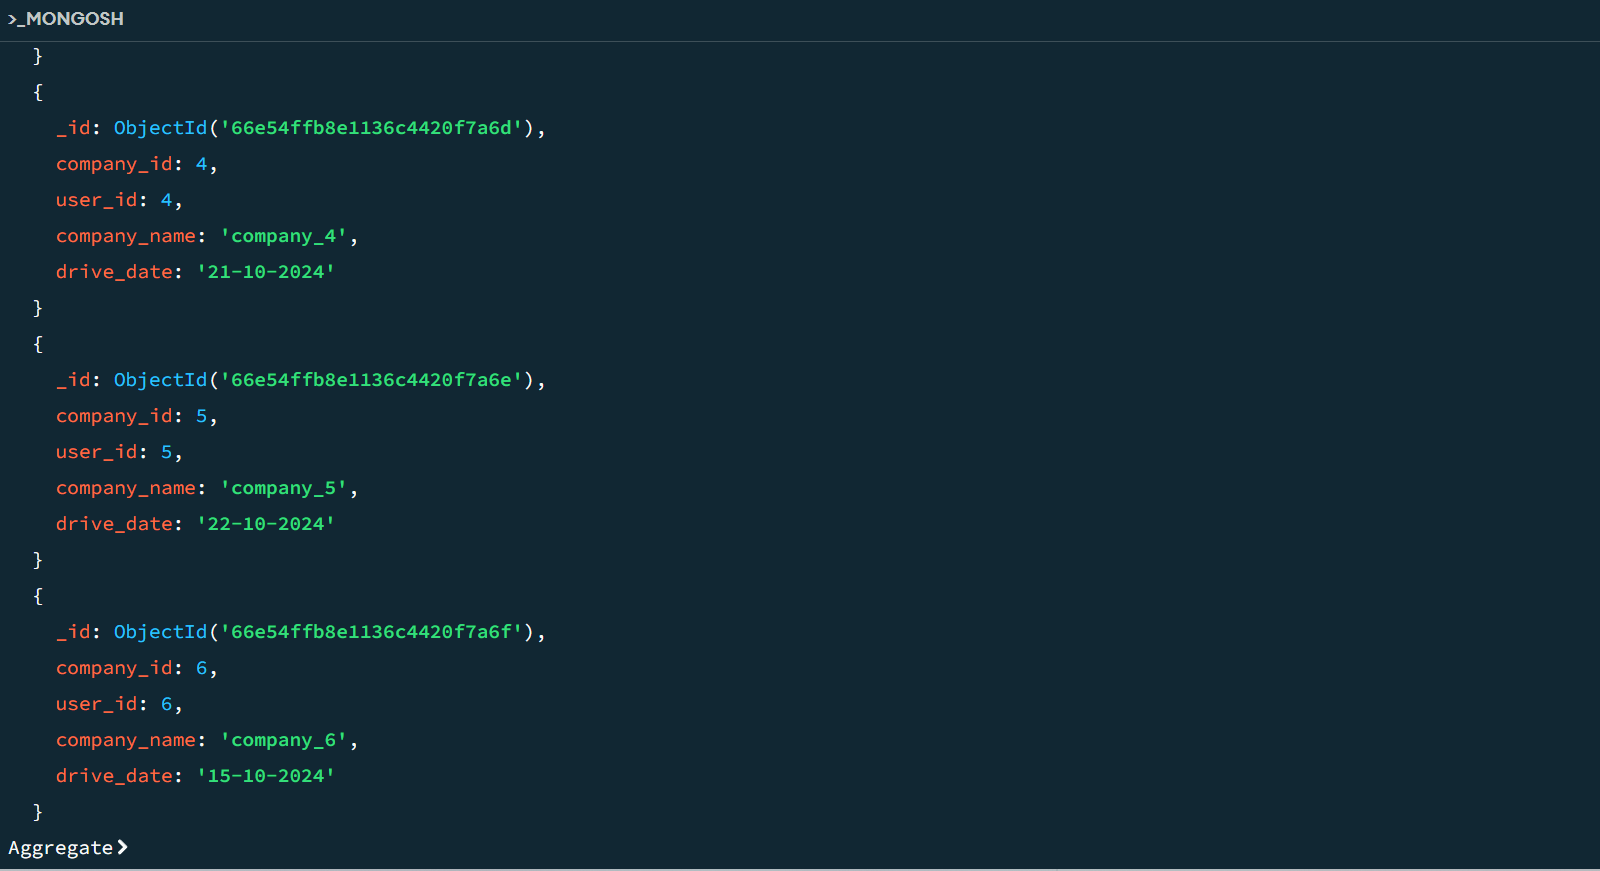 >_MONGOSH
}
{
_id: ObjectId('66e54ffb8e1136c4420f7a6d'),
company_id: 4,
user_id: 4,
company_name: 'company_4',
drive_date: '21-10-2024'
}
{
_id: ObjectId('66e54ffb8e1136c4420f7a6e'),
company_id: 5,
user_id: 5,
company_name: 'company_5',
drive_date: '22-10-2024'
}
{
_id: ObjectId('66e54ffb8e1136c4420f7a6f'),
company_id: 6,
user_id: 6,
company_name: 'company_6',
drive_date: '15-10-2024'
}
Aggregate>